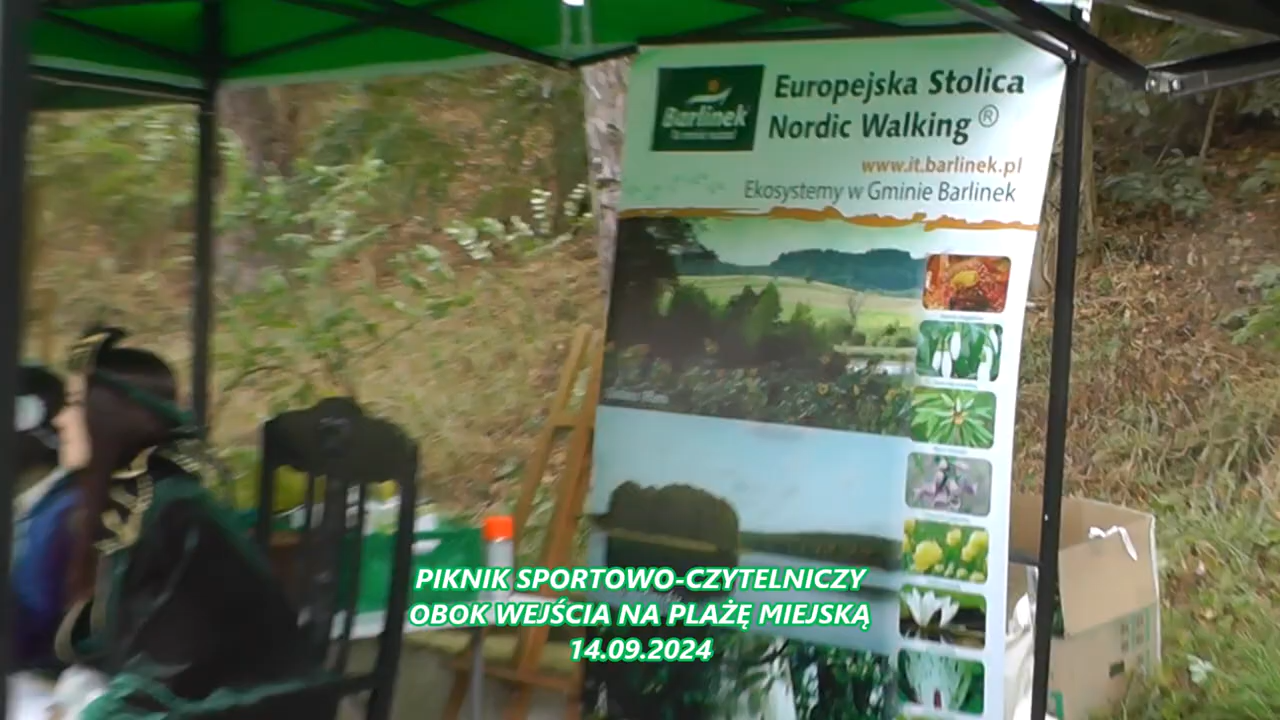 Barlinek
Europejska Stolica
Nordic Walking ®
www.it.barlinek.pl
Ekosystemy w Gminie Barlinek
PIKNIK SPORTOWO-CZYTELNICZY
OBOK WEJŚCIA NA PLAŻĘ MIEJSKĄ
14.09.2024